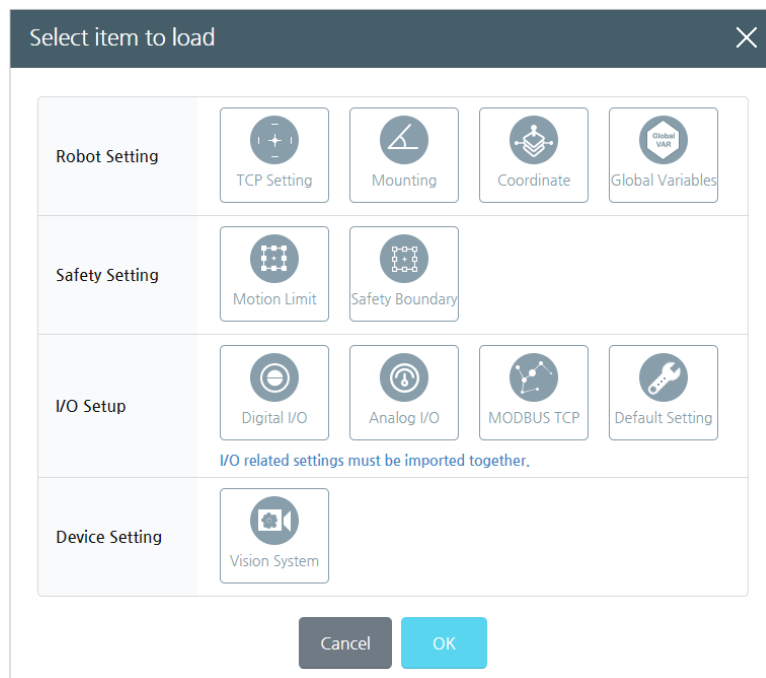 Select item to load
Robot Setting
TCP Setting
Mounting
Coordinate
Global
VAR
Global Variables
Safety Setting
Motion Limit
Safety Boundary
I/O Setup
Digital I/O
Analog I/O
MODBUS TCP
Default Setting
I/O related settings must be imported together.
Device Setting
Vision System
Cancel
OK